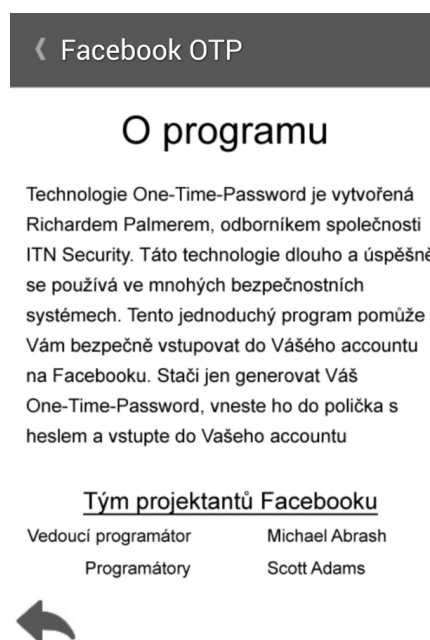 Facebook OTP
O programu
Technologie One-Time-Password je vytvořená
Richardem Palmerem, odborníkem společnosti
ITN Security. Táto technologie dlouho a úspěšně
se používá ve mnohých bezpečnostních
systémech. Tento jednoduchý program pomůže
Vám bezpečně vstupovat do Vášého accountu
na Facebooku. Stači jen generovat Váš
One-Time-Password, vneste ho do polička s
heslem a vstupte do Vašeho accountu
Tým projektantů Facebooku
Vedoucí programátor Michael Abrash
Programátory Scott Adams